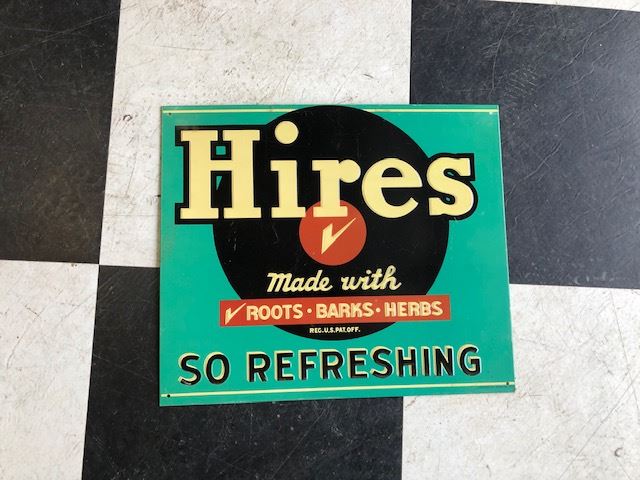 Hires
Made with
ROOTS · BARKS · HERBS
REG. U.S. PAT. OFF.
SO REFRESHING